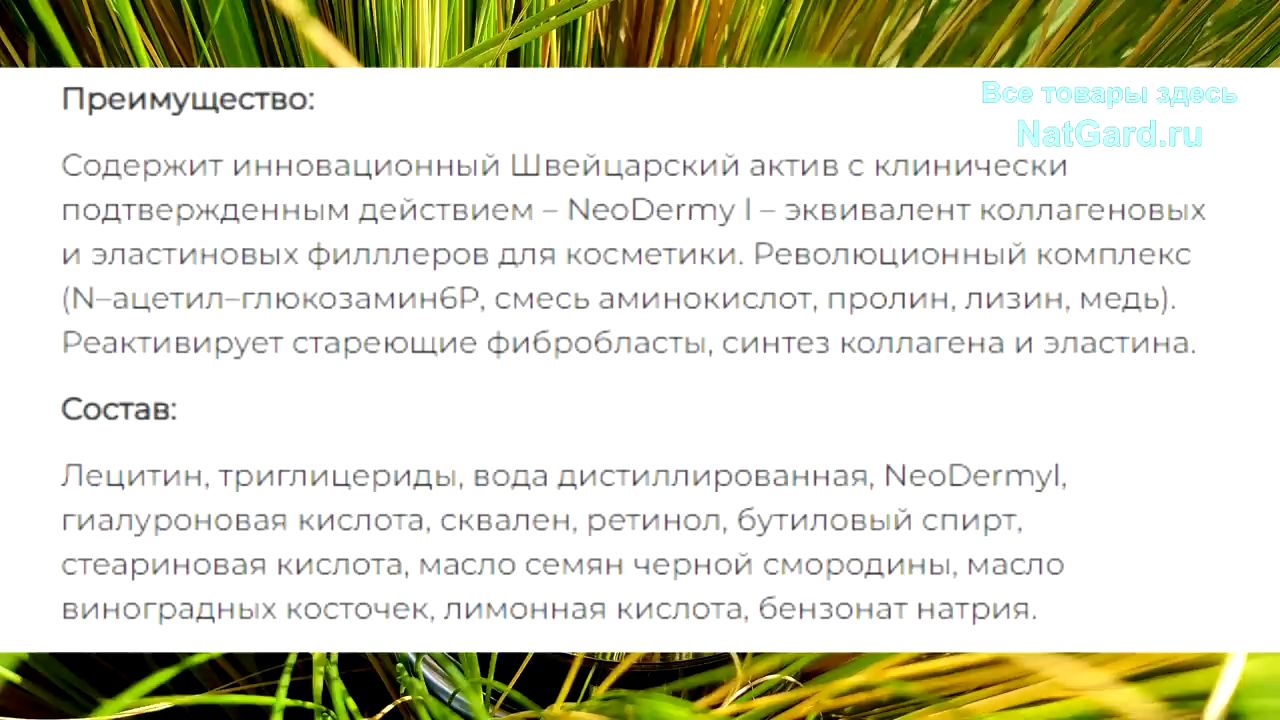 Преимущество:
Все товары здесь
NatGard.ru
Содержит инновационный Швейцарский актив с клинически
подтвержденным действием – NeoDermy l – эквивалент коллагеновых
и эластиновых филллеров для косметики. Революционный комплекс
(N–ацетил–глюкозамин6P, смесь аминокислот, пролин, лизин, медь).
Реактивирует стареющие фибробласты, синтез коллагена и эластина.
Состав:
Лецитин, триглицериды, вода дистиллированная, NeoDermyl,
гиалуроновая кислота, сквален, ретинол, бутиловый спирт,
стеариновая кислота, масло семян черной смородины, масло
виноградных косточек, лимонная кислота, бензонат натрия.